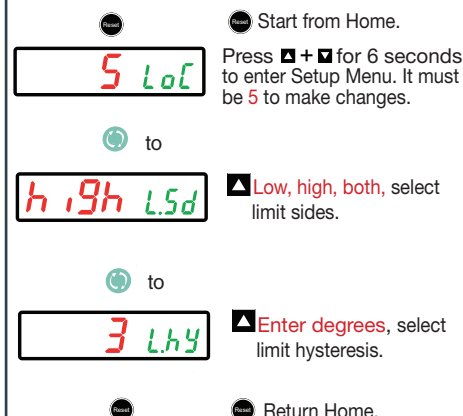 Reset
Reset Start from Home.
5 LoC
Press + for 6 seconds
to enter Setup Menu. It must
be 5 to make changes.
to
h igh L.Sd
Low, high, both, select
limit sides.
to
3 L.hy
Enter degrees, select
limit hysteresis.
Reset
Reset Return Home.